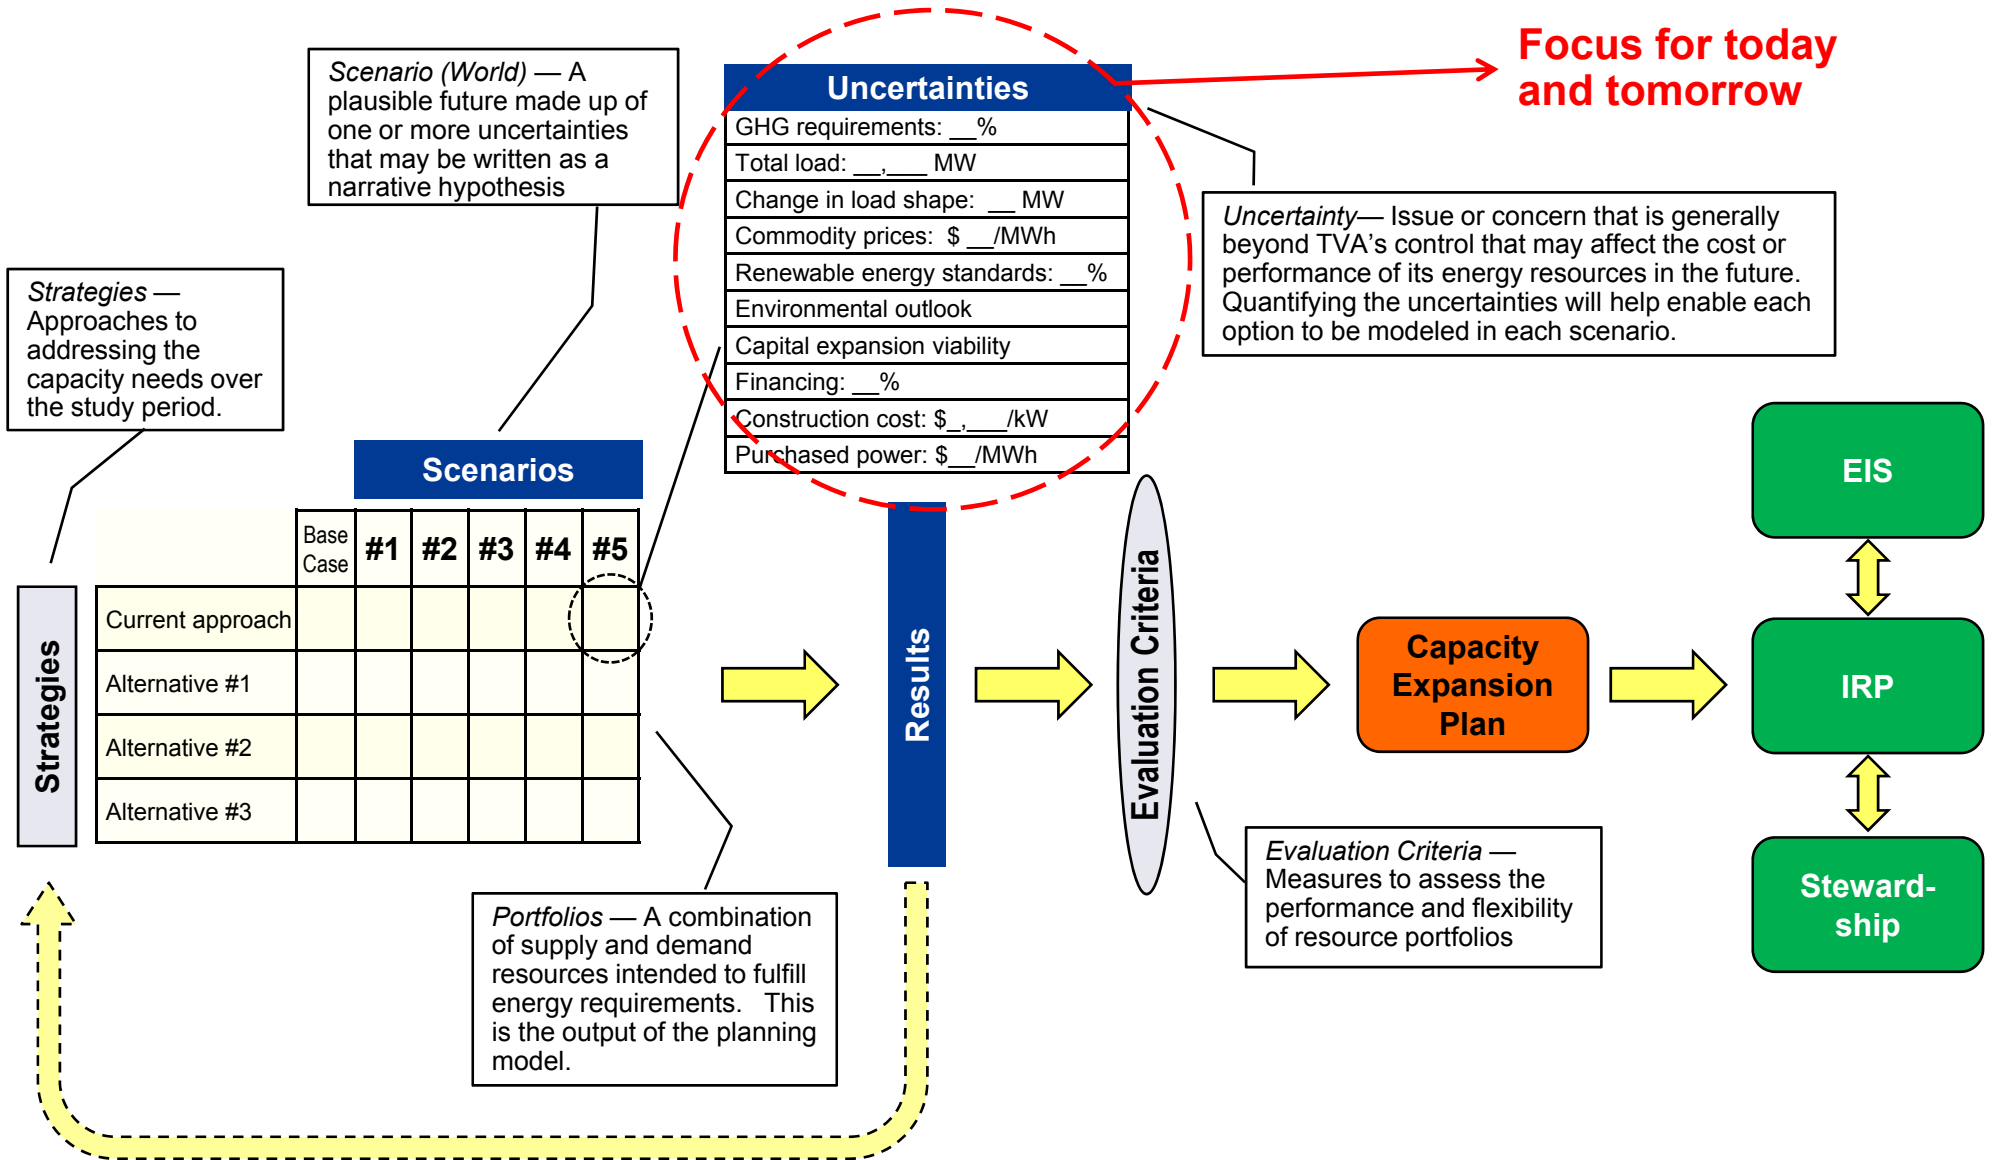 Focus for today
and tomorrow
Scenario (World) — A
plausible future made up of
one or more uncertainties
that may be written as a
narrative hypothesis
Uncertainties
GHG requirements: __%
Total load: __,___ MW
Change in load shape: __ MW
Commodity prices: $ __/MWh
Renewable energy standards: __%
Environmental outlook
Capital expansion viability
Financing: __%
Construction cost: $_,___/kW
Purchased power: $__/MWh
Uncertainty— Issue or concern that is generally
beyond TVA's control that may affect the cost or
performance of its energy resources in the future.
Quantifying the uncertainties will help enable each
option to be modeled in each scenario.
Strategies —
Approaches to
addressing the
capacity needs over
the study period.
Scenarios
Base
Case
#1
#2
#3
#4
#5
Strategies
Current approach
Alternative #1
Alternative #2
Alternative #3
Results
Evaluation Criteria
Capacity
Expansion
Plan
EIS
IRP
Steward-
ship
Portfolios — A combination
of supply and demand
resources intended to fulfill
energy requirements. This
is the output of the planning
model.
Evaluation Criteria —
Measures to assess the
performance and flexibility
of resource portfolios